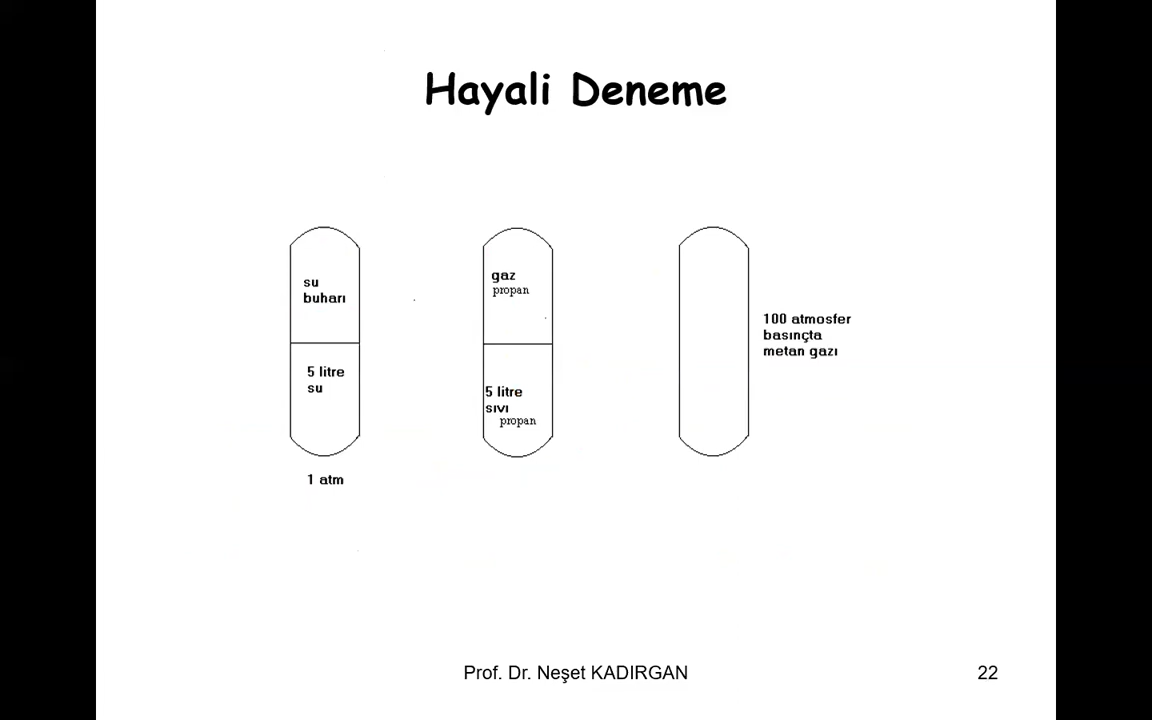 Hayali Deneme
su
buharı
5 litre
su
1 atm
gaz
propan
5 litre
sıvı
propan
100 atmosfer
basınçta
metan gazı
Prof. Dr. Neşet KADIRGAN
22